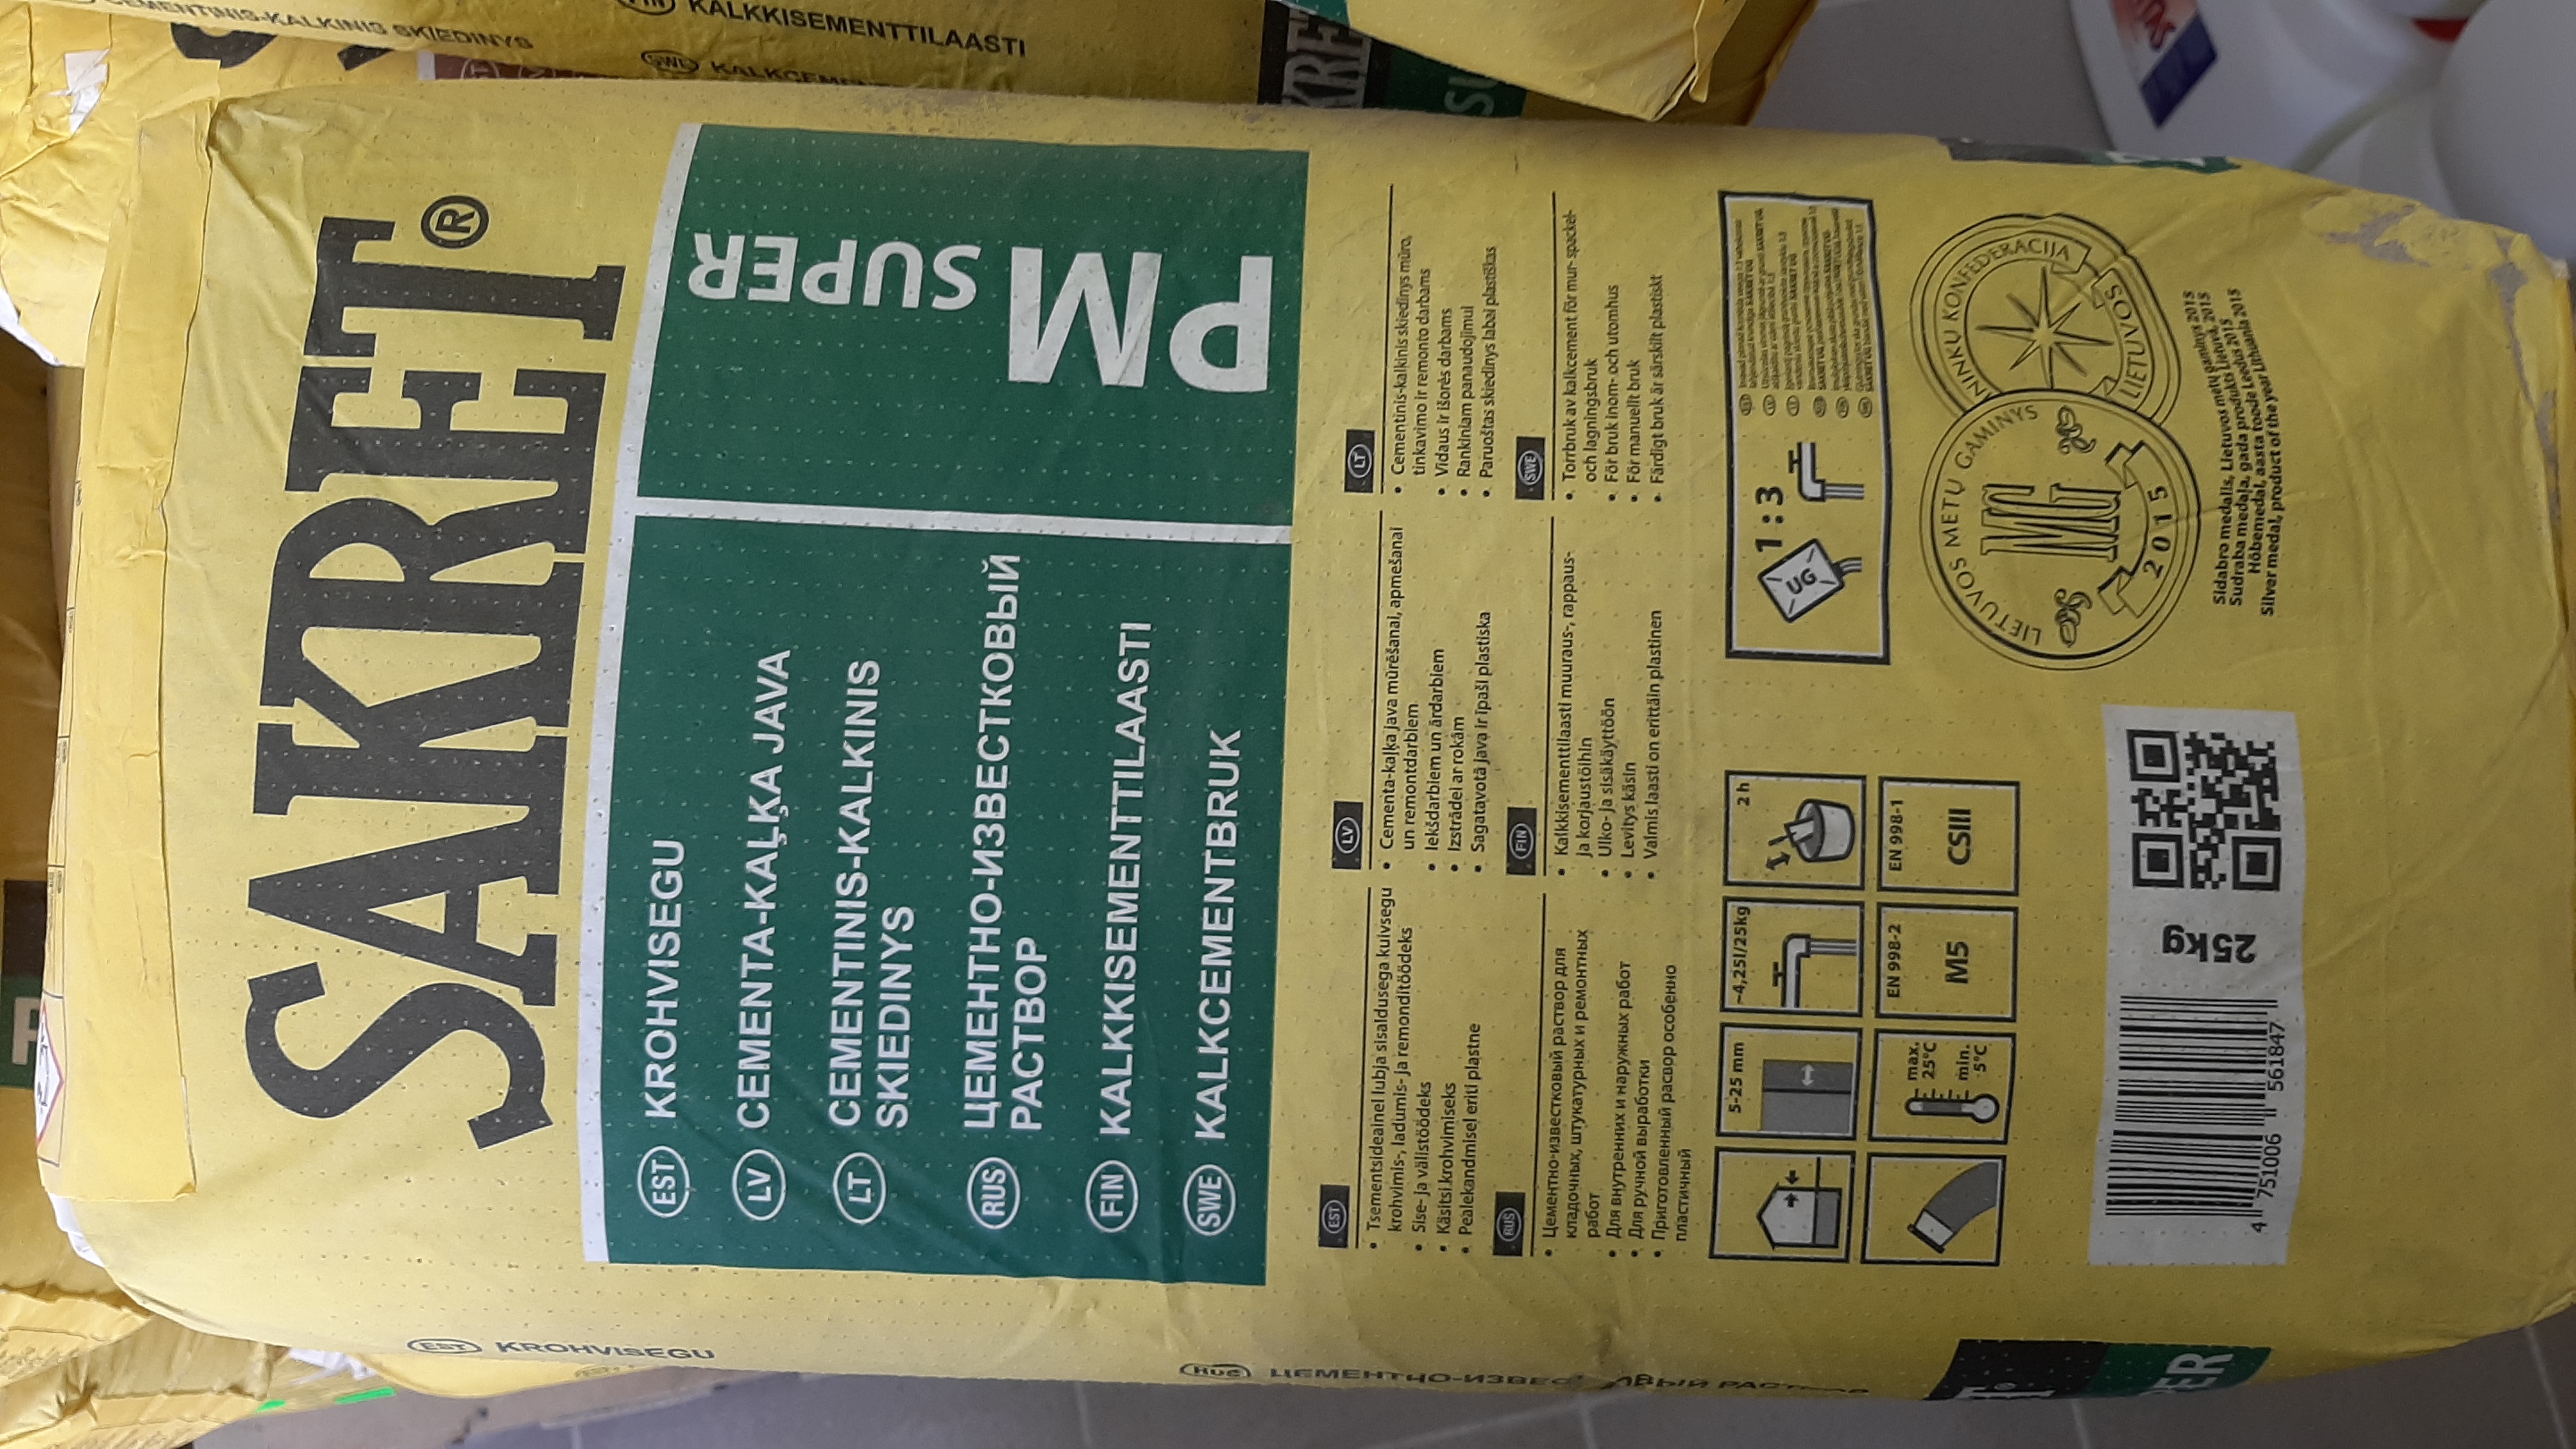 SAKRET®
EST KROHVISEGU
LV CEMENTA-KAĻĶA JAVA
LT CEMENTINIS-KALKINIS
SKIEDINYS
RUS ЦЕМЕНТНО-ИЗВЕСТКОВЫЙ
РАСТВОР
FIN KALKKISEMENTTILAASTI
SWE KALKCEMENTBRUK
PM SUPER
EST
• Tsementsideainel lubja sisaldusega kuivsegu
krohvimis-, ladumis- ja remonditöödeks
• Sise- ja välistöödeks
• Käsitsi krohvimiseks
• Pealekandmisel eriti plastne
LV
• Cementa-kaļķa java mūrēšanai, apmešanai
un remontdarbiem
• Iekšdarbiem un ārdarbiem
• Izstrādei ar rokām
• Sagatavotā java ir īpaši plastiska
LT
• Cementinis-kalkinis skiedinys mūro,
tinkavimo ir remonto darbams
• Vidaus ir išorės darbams
• Rankiniam panaudojimui
• Paruoštas skiedinys labai plastiškas
RUS
• Цементно-известковый раствор для
кладочных, штукатурных и ремонтных
работ
• Для внутренних и наружных работ
• Для ручной выработки
• Приготовленный расвор особенно
пластичный
FIN
• Kalkkisementtilaasti muuraus-, rappaus-
ja korjaustöihin
• Ulko- ja sisäkäyttöön
• Levitys käsin
• Valmis laasti on erittäin plastinen
SWE
• Torrbruk av kalkcement för mur- spackel-
och lagningsbruk
• För bruk inom- och utomhus
• För manuellt bruk
• Färdigt bruk är särskilt plastiskt
5-25 mm
~4,25l/25kg
2 h
max.
25°C
min.
5°C
EN 998-2
M5
EN 998-1
CSIII
UG
1 : 3
LIETUVOS METŲ GAMINYS
MG
2015
NINKŲ KONFEDERACIJA
LIETUVOS
Sidabro medalis, Lietuvos metų gaminys 2015
Sudraba medaļa, gada produkts Lietuvā 2015
Hõbemedal, aasta toode Leedus 2015
Silver medal, product of the year Lithuania 2015
4 751006 561847
25kg
EST KROHVISEGU
RUS
CEMENTINIS-KALKINIS SKIEDINYS
FIN KALKKISEMENTTILAASTI
SWE